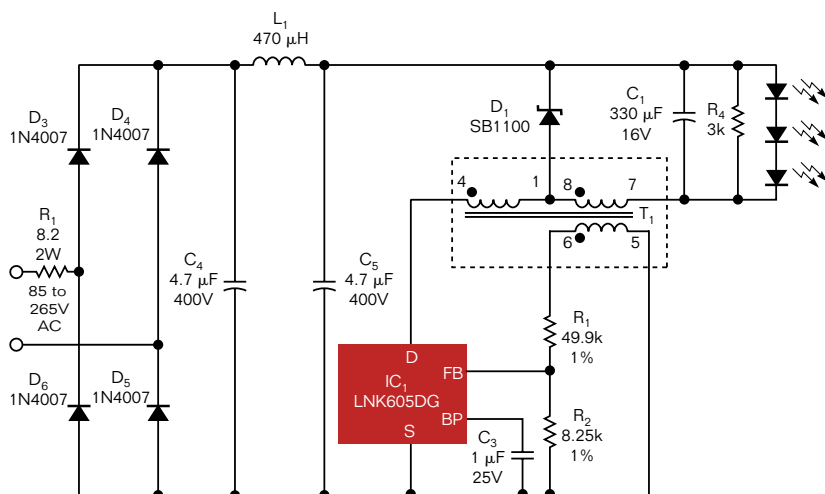 L1
470 µH
D3
1N4007
D4
1N4007
D1
SB1100
C1
330 µF
16V
R4
3k
4
1
8
7
T1
6
5
R1
8.2
2W
85 to
265V
AC
C4
4.7 µF
400V
C5
4.7 µF
400V
R1
49.9k
1%
D
FB
IC1
LNK605DG
BP
S
D6
1N4007
D5
1N4007
C3
1 µF
25V
R2
8.25k
1%